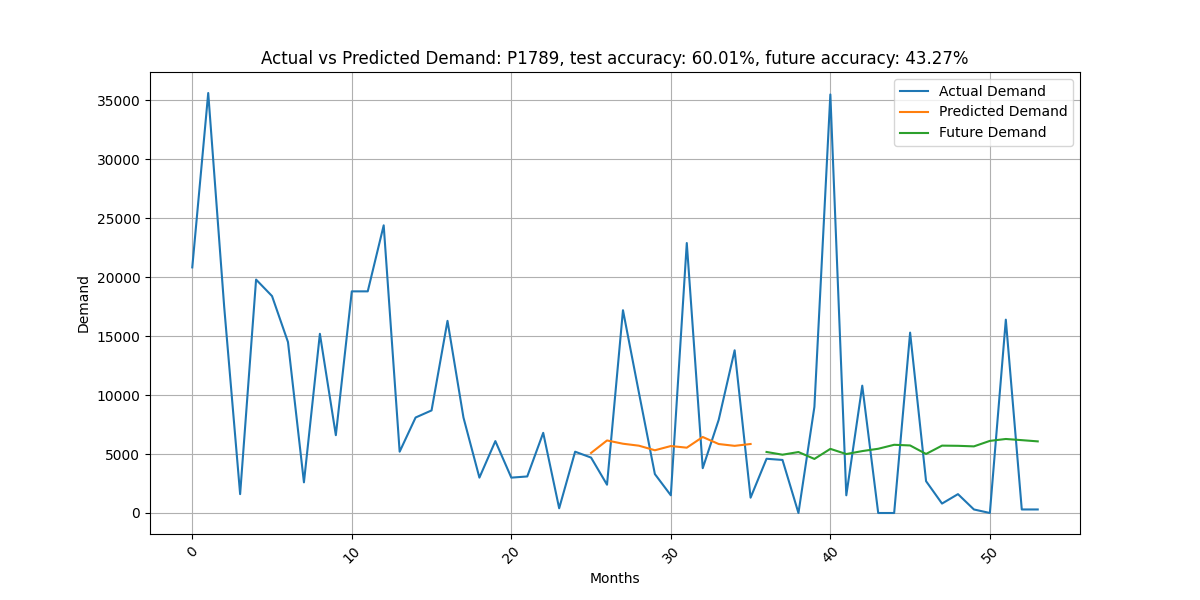 Actual vs Predicted Demand: P1789, test accuracy: 60.01%, future accuracy: 43.27%
Actual Demand
Predicted Demand
Future Demand
Demand
35000
30000
25000
20000
15000
10000
5000
0
0 10 20 30 40 50
Months